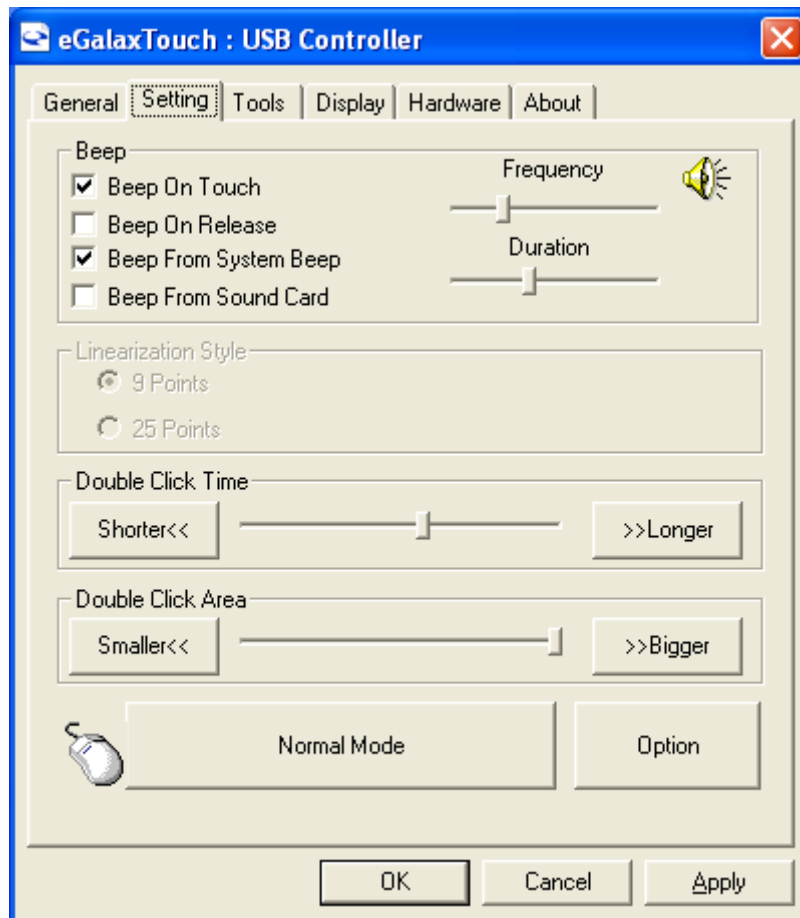 eGalaxTouch : USB Controller
General Setting Tools Display Hardware About
Beep
Beep On Touch
Beep On Release
Beep From System Beep
Beep From Sound Card
Frequency
Duration
Linearization Style
9 Points
25 Points
Double Click Time
Shorter<< >>Longer
Double Click Area
Smaller<< >>Bigger
Normal Mode Option
OK Cancel Apply